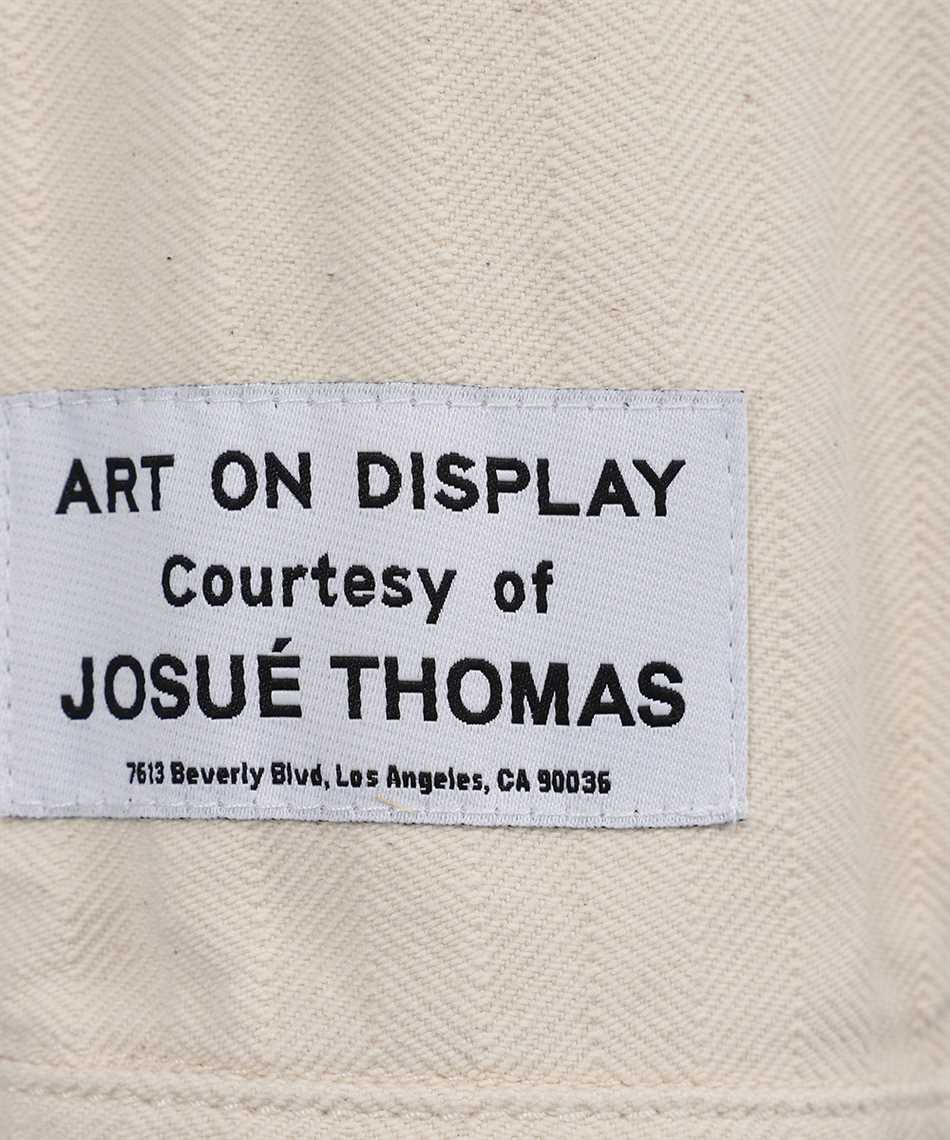 ART ON DISPLAY
Courtesy of
JOSUÉ THOMAS
7613 Beverly Blvd, Los Angeles, CA 90036